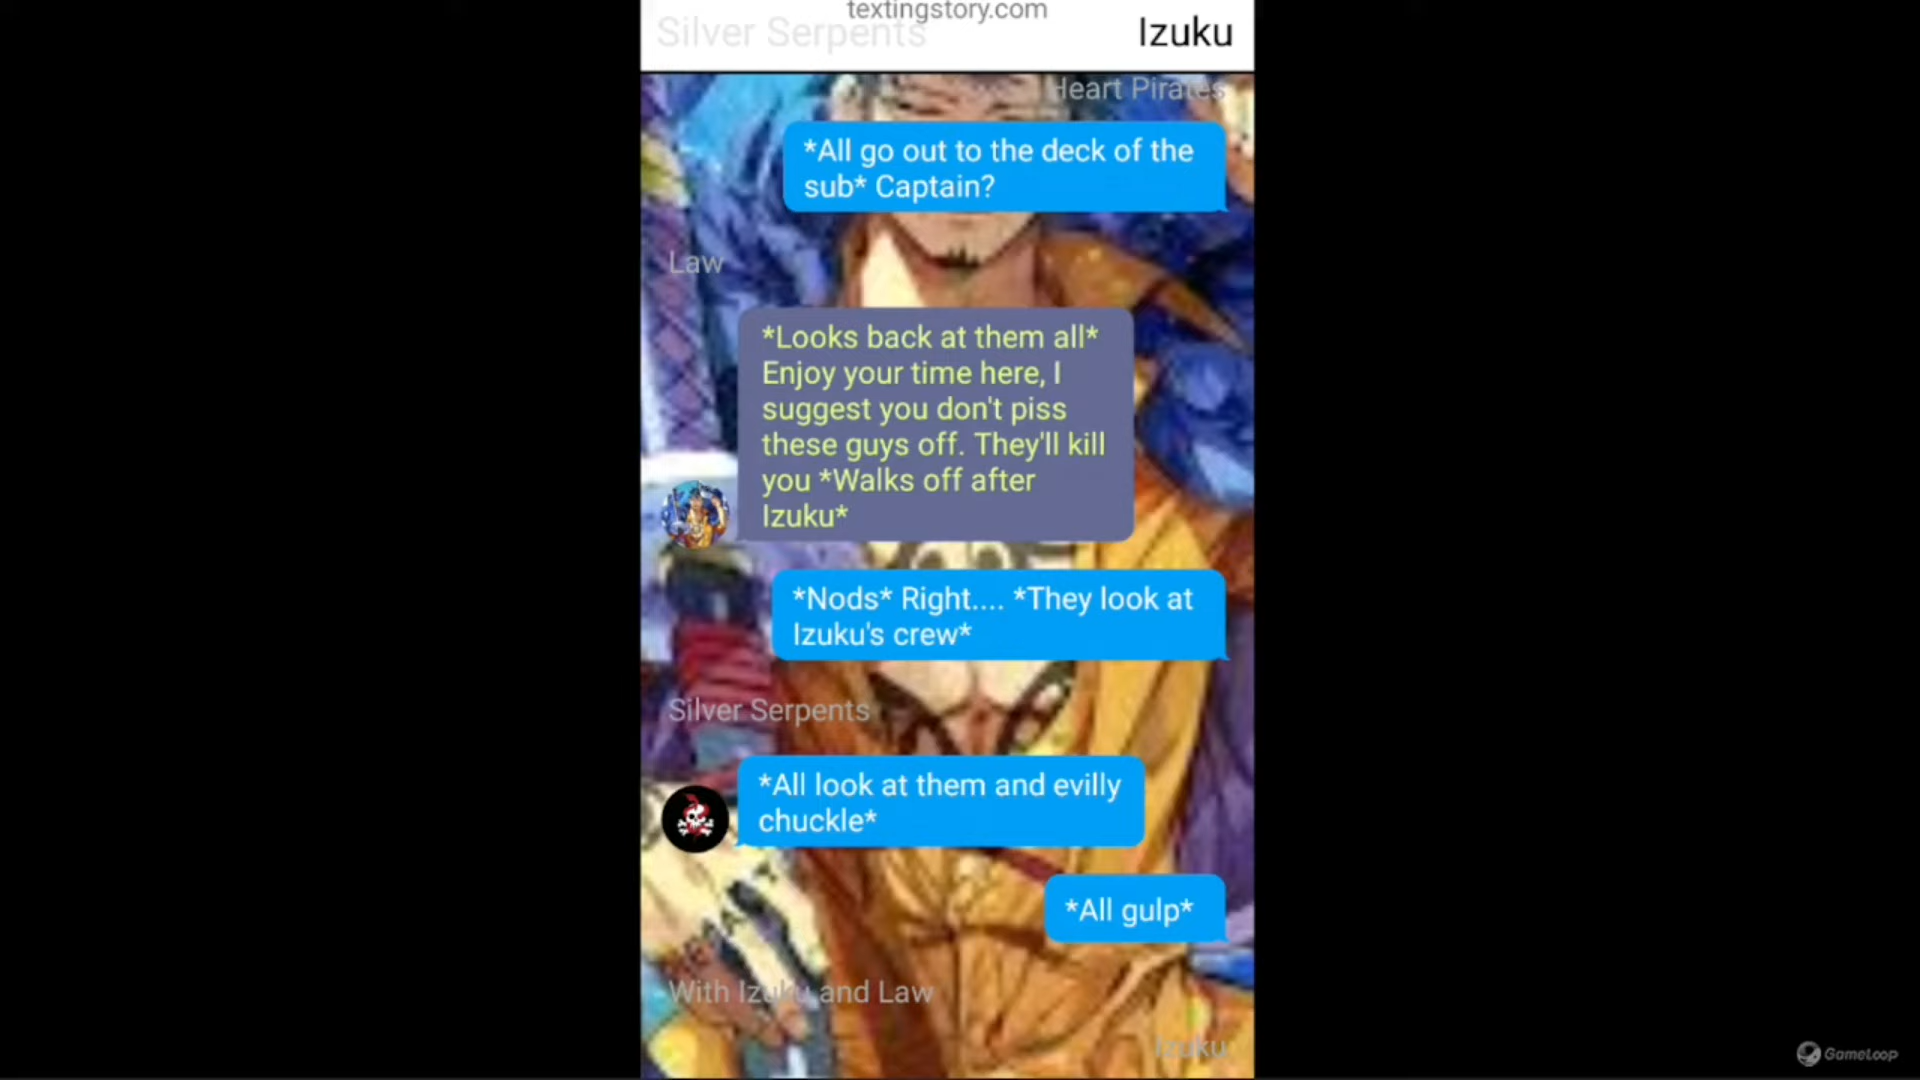 textingstory.com
Silver Serpents
Izuku
Heart Pirates
*All go out to the deck of the
sub* Captain?
Law
*Looks back at them all*
Enjoy your time here, I
suggest you don't piss
these guys off. They'll kill
you *Walks off after
Izuku*
*Nods* Right.... *They look at
Izuku's crew*
Silver Serpents
*All look at them and evilly
chuckle*
*All gulp*
With Izuku and Law
Izuku
GameLoop